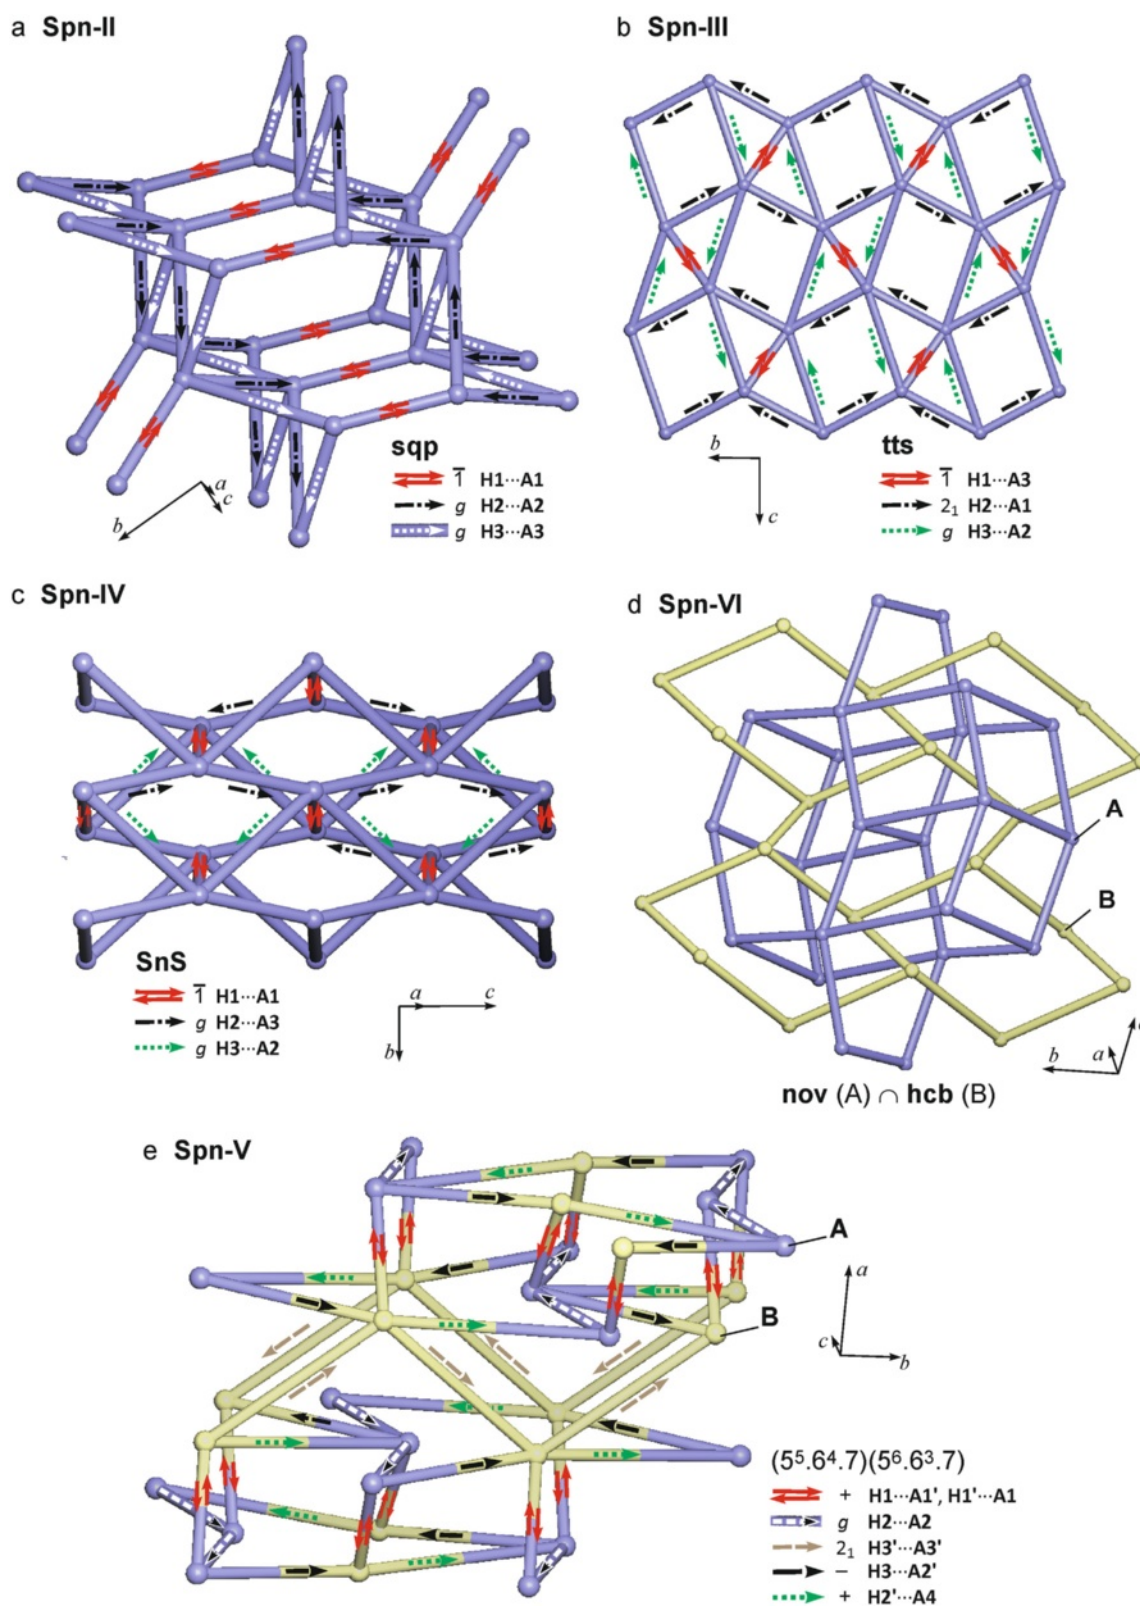 a Spn-II
b Spn-III
sqp
1̅ H1···A1
g H2···A2
g H3···A3
a
c
b
tts
1̅ H1···A3
2₁ H2···A1
g H3···A2
b
c
c Spn-IV
d Spn-VI
SnS
1̅ H1···A1
g H2···A3
g H3···A2
a
c
b
A
B
b
a
nov (A) ∩ hcb (B)
e Spn-V
A
B
a
c
b
(5⁵.6⁴.7)(5⁶.6³.7)
+ H1···A1', H1'···A1
g H2···A2
2₁ H3'···A3'
− H3···A2'
+ H2'···A4